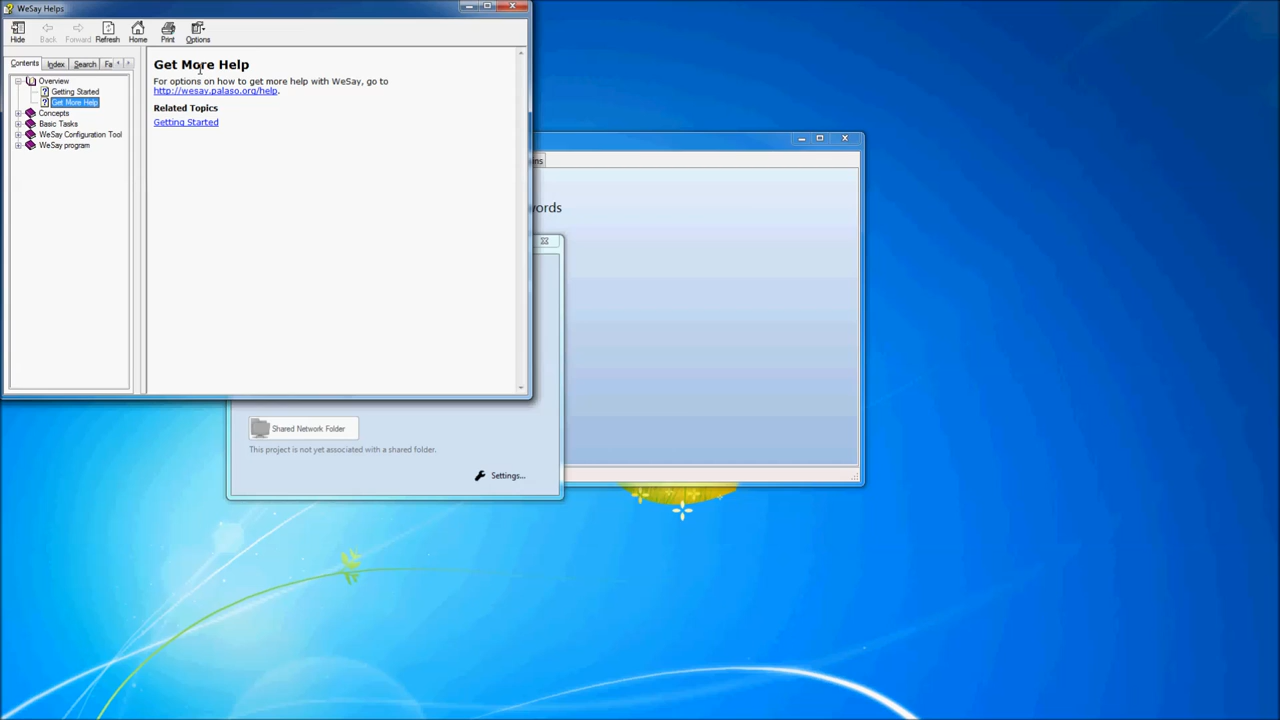 WeSay Helps
Hide Back Forward Refresh Home Print Options
Contents Index Search Fa
Overview
Getting Started
Get More Help
Concepts
Basic Tasks
WeSay Configuration Tool
WeSay program
Get More Help
For options on how to get more help with WeSay, go to
http://wesay.palaso.org/help.
Related Topics
Getting Started
ns
words
Shared Network Folder
This project is not yet associated with a shared folder.
Settings...